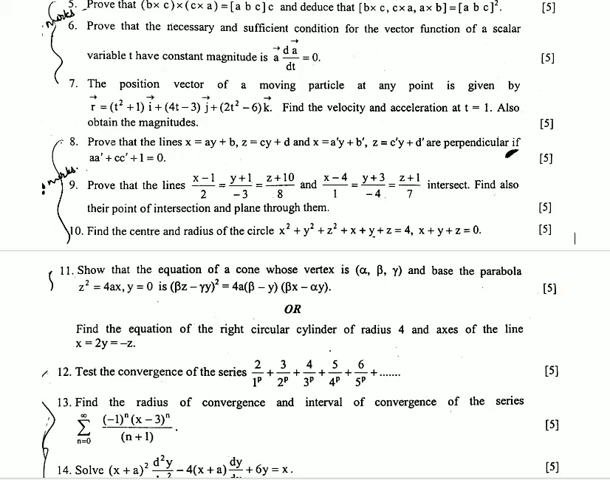 5. Prove that (b× c)×(c× a) = [a b c] c and deduce that [b× c, c× a, a× b] = [a b c]². [5]
marks
6. Prove that the necessary and sufficient condition for the vector function of a scalar
variable t have constant magnitude is a⃗ · da⃗/dt = 0. [5]
7. The position vector of a moving particle at any point is given by
r⃗ = (t² + 1) i⃗ + (4t − 3) j⃗ + (2t² − 6) k⃗. Find the velocity and acceleration at t = 1. Also
obtain the magnitudes. [5]
8. Prove that the lines x = ay + b, z = cy + d and x = a'y + b', z = c'y + d' are perpendicular if
aa' + cc' + 1 = 0. [5]
marks
9. Prove that the lines (x − 1)/2 = (y + 1)/−3 = (z + 10)/8 and (x − 4)/1 = (y + 3)/−4 = (z + 1)/7 intersect. Find also
their point of intersection and plane through them. [5]
10. Find the centre and radius of the circle x² + y² + z² + x + y + z = 4, x + y + z = 0. [5]
11. Show that the equation of a cone whose vertex is (α, β, γ) and base the parabola
z² = 4ax, y = 0 is (βz − γy)² = 4a(β − y) (βx − αy). [5]
OR
Find the equation of the right circular cylinder of radius 4 and axes of the line
x = 2y = −z.
12. Test the convergence of the series 2/1ᵖ + 3/2ᵖ + 4/3ᵖ + 5/4ᵖ + 6/5ᵖ + ....... [5]
13. Find the radius of convergence and interval of convergence of the series
∞ ∑ n=0 (−1)ⁿ (x − 3)ⁿ/(n + 1). [5]
14. Solve (x + a)² d²y/ − 4(x + a) dy/ + 6y = x. [5]